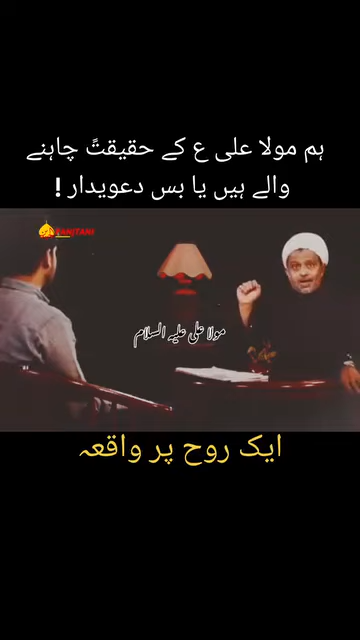 ہم مولا علی ع کے حقیقتً چاہنے
والے ہیں یا بس دعویدار !
PANJTANI
مولا علی علیہ السلام
ایک روح پر واقعہ